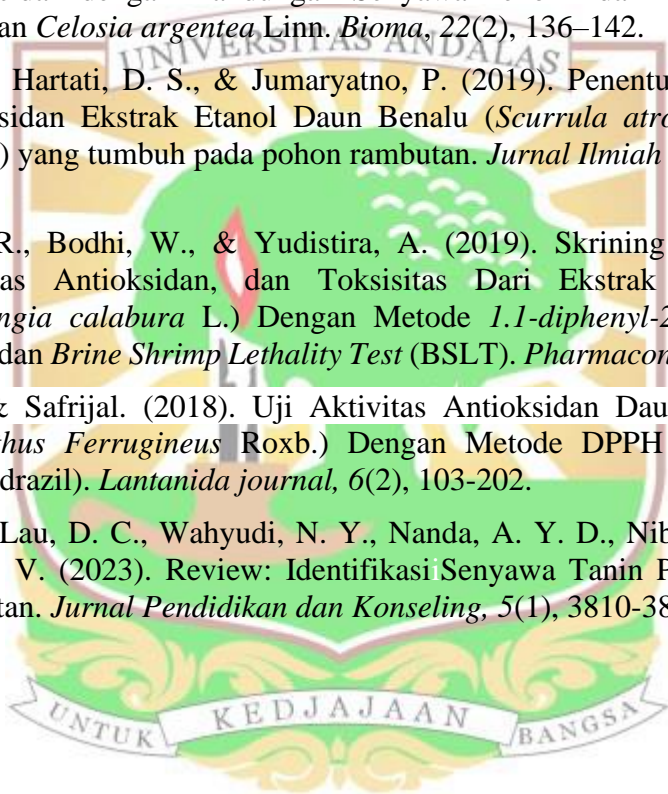 an Celosia argentea Linn. Bioma, 22(2), 136–142.
UNIVERSITAS ANDALAS
Hartati, D. S., & Jumaryatno, P. (2019). Penentu
sidan Ekstrak Etanol Daun Benalu (Scurrula atro
) yang tumbuh pada pohon rambutan. Jurnal Ilmiah
R., Bodhi, W., & Yudistira, A. (2019). Skrining
as Antioksidan, dan Toksisitas Dari Ekstrak
ngia calabura L.) Dengan Metode 1.1-diphenyl-2
dan Brine Shrimp Lethality Test (BSLT). Pharmacon
& Safrijal. (2018). Uji Aktivitas Antioksidan Dau
thus Ferrugineus Roxb.) Dengan Metode DPPH
drazil). Lantanida journal, 6(2), 103-202.
Lau, D. C., Wahyudi, N. Y., Nanda, A. Y. D., Nib
V. (2023). Review: IdentifikasiiSenyawa Tanin P
tan. Jurnal Pendidikan dan Konseling, 5(1), 3810-38
UNTUK KEDJAJAAN BANGSA